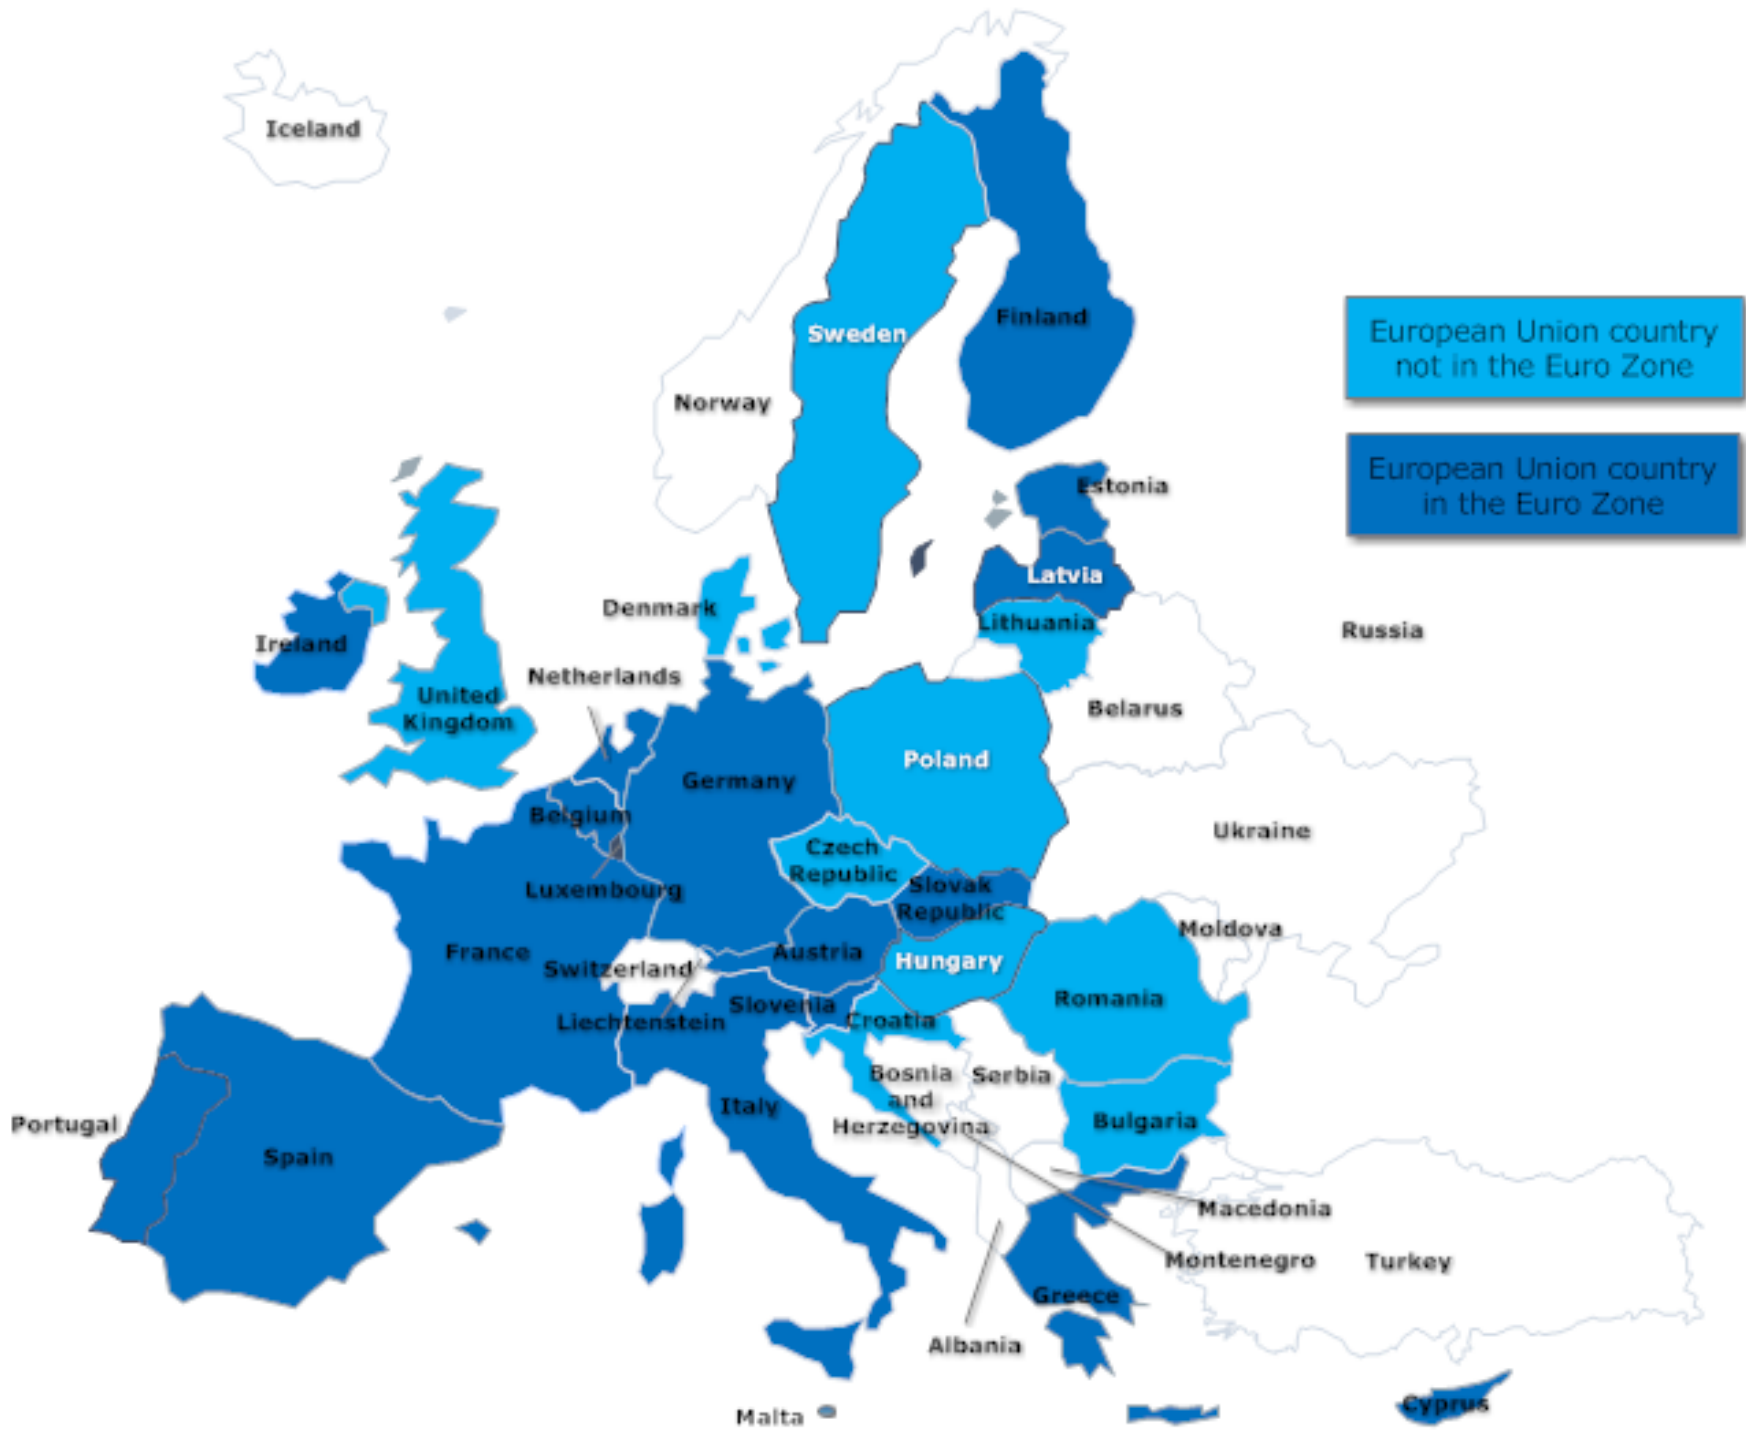 Iceland
Sweden
Finland
European Union country
not in the Euro Zone
Norway
European Union country
in the Euro Zone
Estonia
Latvia
Denmark
Lithuania
Russia
Ireland
Netherlands
United
Kingdom
Belarus
Poland
Germany
Belgium
Ukraine
Czech
Republic
Luxembourg
Slovak
Republic
Moldova
France
Austria
Switzerland
Hungary
Romania
Slovenia
Liechtenstein
Croatia
Bosnia
and
Herzegovina
Serbia
Italy
Bulgaria
Portugal
Spain
Macedonia
Montenegro
Turkey
Greece
Albania
Cyprus
Malta